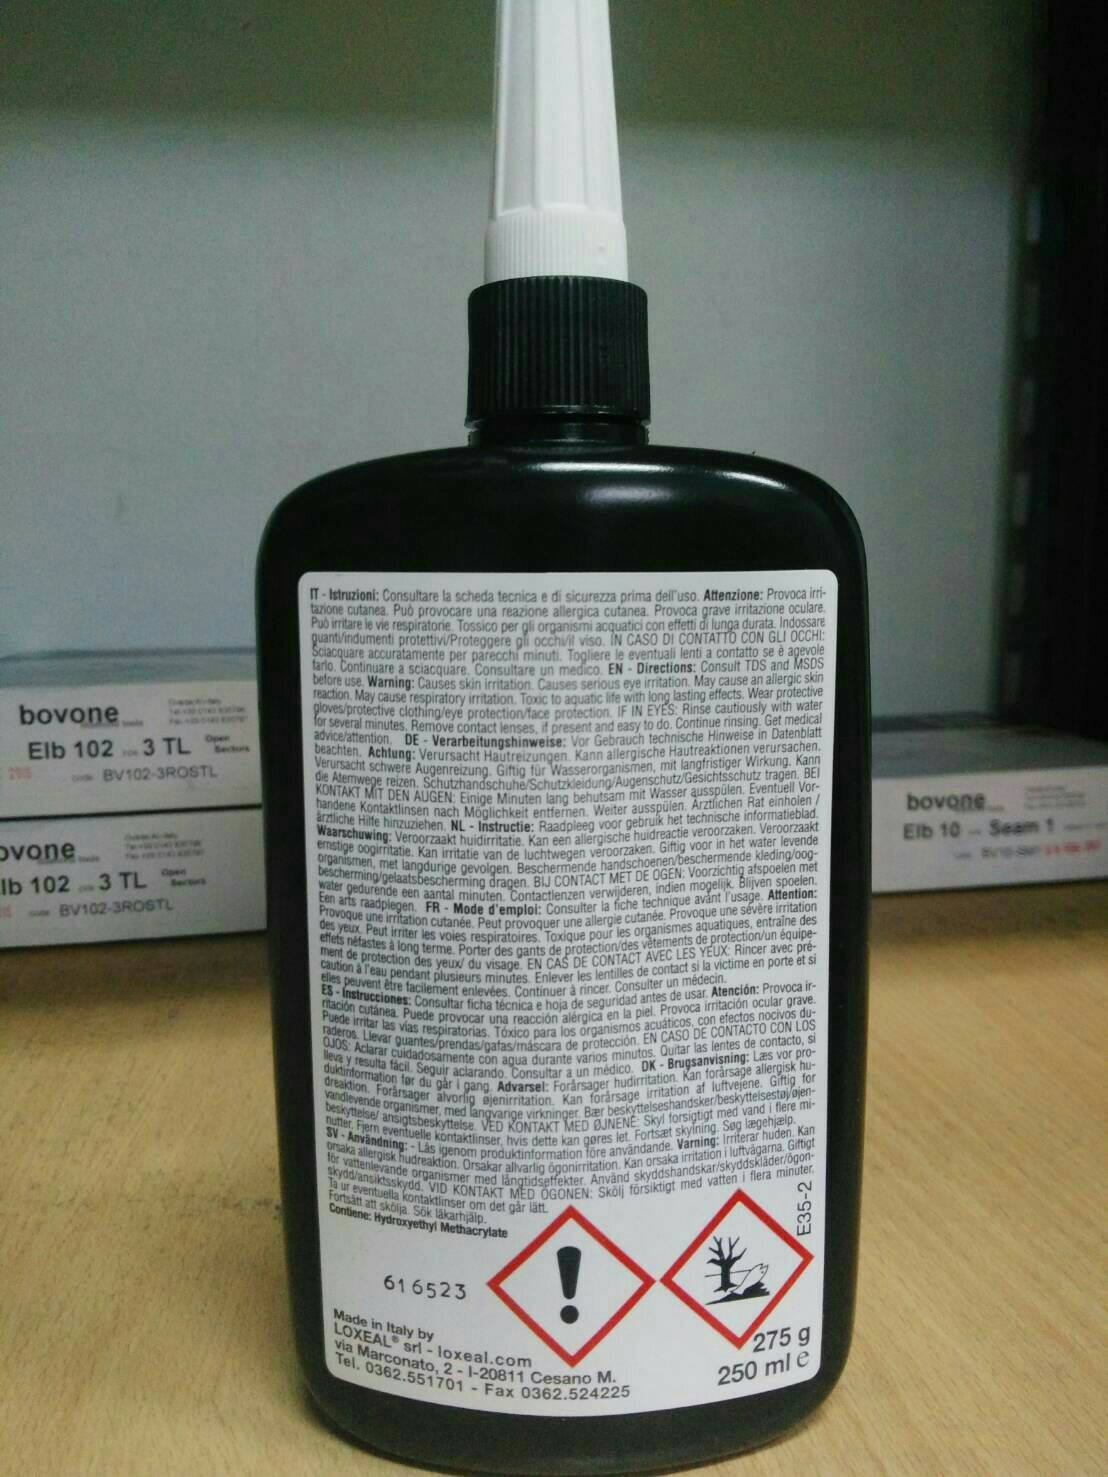 IT - Istruzioni: Consultare la scheda tecnica e di sicurezza prima dell'uso. Attenzione: Provoca irri-
tazione cutanea. Può provocare una reazione allergica cutanea. Provoca grave irritazione oculare.
Può irritare le vie respiratorie. Tossico per gli organismi acquatici con effetti di lunga durata. Indossare
guanti/indumenti protettivi/Proteggere gli occhi/il viso. IN CASO DI CONTATTO CON GLI OCCHI:
Sciacquare accuratamente per parecchi minuti. Togliere le eventuali lenti a contatto se è agevole
farlo. Continuare a sciacquare. Consultare un medico. EN - Directions: Consult TDS and MSDS
before use. Warning: Causes skin irritation. Causes serious eye irritation. May cause an allergic skin
reaction. May cause respiratory irritation. Toxic to aquatic life with long lasting effects. Wear protective
gloves/protective clothing/eye protection/face protection. IF IN EYES: Rinse cautiously with water
for several minutes. Remove contact lenses, if present and easy to do. Continue rinsing. Get medical
advice/attention. DE - Verarbeitungshinweise: Vor Gebrauch technische Hinweise in Datenblatt
beachten. Achtung: Verursacht Hautreizungen. Kann allergische Hautreaktionen verursachen.
Verursacht schwere Augenreizung. Giftig für Wasserorganismen, mit langfristiger Wirkung. Kann
die Atemwege reizen. Schutzhandschuhe/Schutzkleidung/Augenschutz/Gesichtsschutz tragen. BEI
KONTAKT MIT DEN AUGEN: Einige Minuten lang behutsam mit Wasser ausspülen. Eventuell Vor-
handene Kontaktlinsen nach Möglichkeit entfernen. Weiter ausspülen. Ärztlichen Rat einholen /
ärztliche Hilfe hinzuziehen. NL - Instructie: Raadpleeg voor gebruik het technische informatieblad.
Waarschuwing: Veroorzaakt huidirritatie. Kan een allergische huidreactie veroorzaken. Veroorzaakt
ernstige oogirritatie. Kan irritatie van de luchtwegen veroorzaken. Giftig voor in het water levende
organismen, met langdurige gevolgen. Beschermende handschoenen/beschermende kleding/oog-
bescherming/gelaatsbescherming dragen. BIJ CONTACT MET DE OGEN: Voorzichtig afspoelen met
water gedurende een aantal minuten. Contactlenzen verwijderen, indien mogelijk. Blijven spoelen.
Een arts raadplegen. FR - Mode d'emploi: Consulter la fiche technique avant l'usage. Attention:
Provoque une irritation cutanée. Peut provoquer une allergie cutanée. Provoque une sévère irritation
des yeux. Peut irriter les voies respiratoires. Toxique pour les organismes aquatiques, entraîne des
effets néfastes à long terme. Porter des gants de protection/des vêtements de protection/un équipe-
ment de protection des yeux/ du visage. EN CAS DE CONTACT AVEC LES YEUX: Rincer avec pré-
caution à l'eau pendant plusieurs minutes. Enlever les lentilles de contact si la victime en porte et si
elles peuvent être facilement enlevées. Continuer à rincer. Consulter un médecin.
ES - Instrucciones: Consultar ficha técnica e hoja de seguridad antes de usar. Atención: Provoca ir-
ritación cutánea. Puede provocar una reacción alérgica en la piel. Provoca irritación ocular grave.
Puede irritar las vías respiratorias. Tóxico para los organismos acuáticos, con efectos nocivos du-
raderos. Llevar guantes/prendas/gafas/máscara de protección. EN CASO DE CONTACTO CON LOS
OJOS: Aclarar cuidadosamente con agua durante varios minutos. Quitar las lentes de contacto, si
lleva y resulta fácil. Seguir aclarando. Consultar a un médico. DK - Brugsanvisning: Læs vor pro-
duktinformation før du går i gang. Advarsel: Forårsager hudirritation. Kan forårsage allergisk hu-
dreaktion. Forårsager alvorlig øjenirritation. Kan forårsage irritation af luftvejene. Giftig for
vandlevende organismer, med langvarige virkninger. Bær beskyttelseshandsker/beskyttelsestøj/øjen-
beskyttelse/ ansigtsbeskyttelse. VED KONTAKT MED ØJNENE: Skyl forsigtigt med vand i flere mi-
nutter. Fjern eventuelle kontaktlinser, hvis dette kan gøres let. Fortsæt skylning. Søg lægehjælp.
SV - Användning: - Läs igenom produktinformation före användande. Varning: Irriterar huden. Kan
orsaka allergisk hudreaktion. Orsakar allvarlig ögonirritation. Kan orsaka irritation i luftvägarna. Giftigt
för vattenlevande organismer med långtidseffekter. Använd skyddshandskar/skyddskläder/ögon-
skydd/ansiktsskydd. VID KONTAKT MED ÖGONEN: Skölj försiktigt med vatten i flera minuter.
Ta ur eventuella kontaktlinser om det går lätt.
Fortsätt att skölja. Sök läkarhjälp.
Contiene: Hydroxyethyl Methacrylate
E35-2
616523
Made in Italy by
LOXEAL® srl - loxeal.com
via Marconato, 2 - I-20811 Cesano M.
Tel. 0362.551701 - Fax 0362.524225
275 g
250 ml e
bovone
Elb 102 3 TL Open
Sectors
code BV102-3ROSTL
ovone
lb 102 3 TL Open
Sectors
code BV102-3ROSTL
bovone
Elb 10 Seam 1